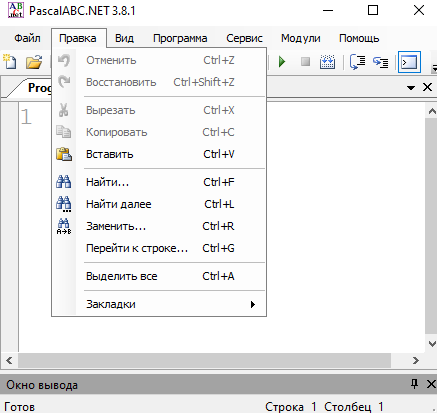 PascalABC.NET 3.8.1
Файл Правка Вид Программа Сервис Модули Помощь
Отменить Ctrl+Z
Восстановить Ctrl+Shift+Z
Prog
1
Вырезать Ctrl+X
Копировать Ctrl+C
Вставить Ctrl+V
Найти... Ctrl+F
Найти далее Ctrl+L
Заменить... Ctrl+R
Перейти к строке... Ctrl+G
Выделить все Ctrl+A
Закладки
Окно вывода
Готов Строка 1 Столбец 1